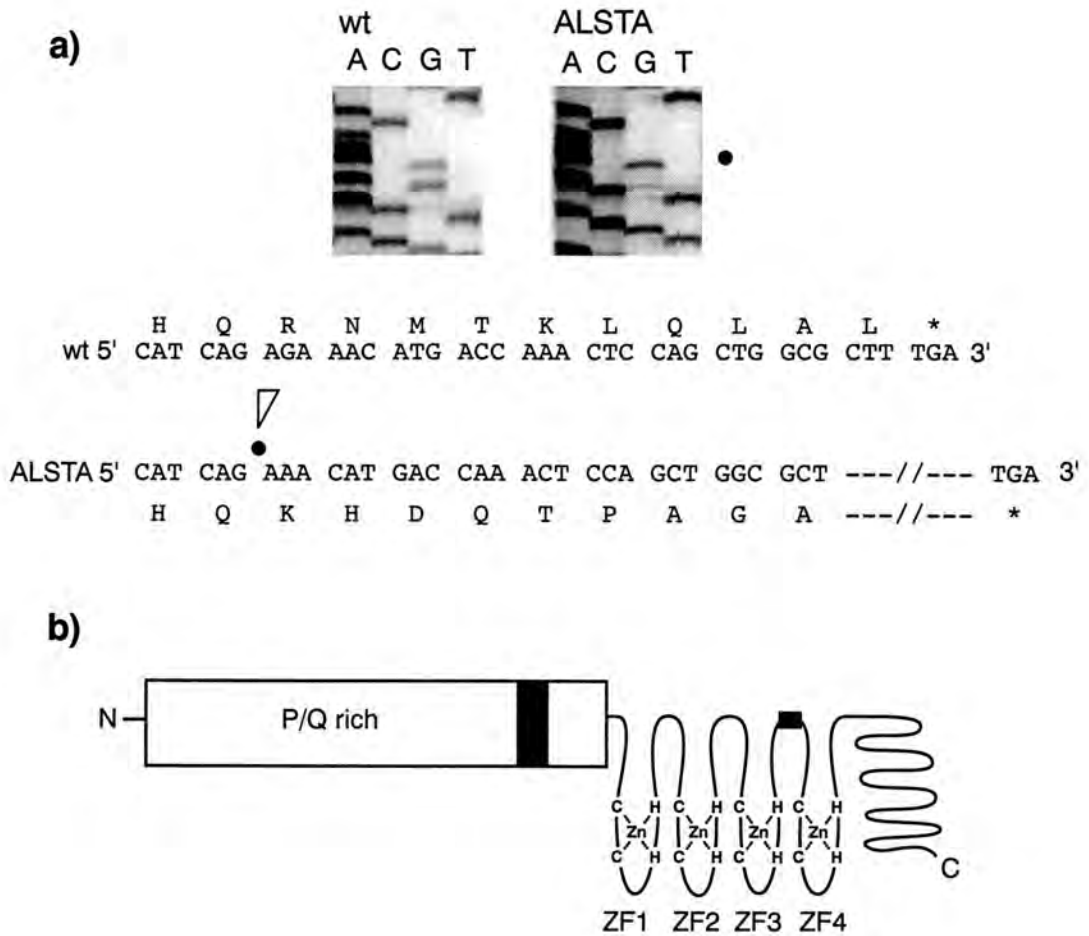 a)
wt ALSTA
A C G T A C G T
H Q R N M T K L Q L A L *
wt 5' CAT CAG AGA AAC ATG ACC AAA CTC CAG CTG GCG CTT TGA 3'
ALSTA 5' CAT CAG AAA CAT GAC CAA ACT CCA GCT GGC GCT ---//--- TGA 3'
H Q K H D Q T P A G A ---//--- *
b)
N P/Q rich
C H C H C H C H
Zn Zn Zn Zn
C H C H C H C H
C
ZF1 ZF2 ZF3 ZF4